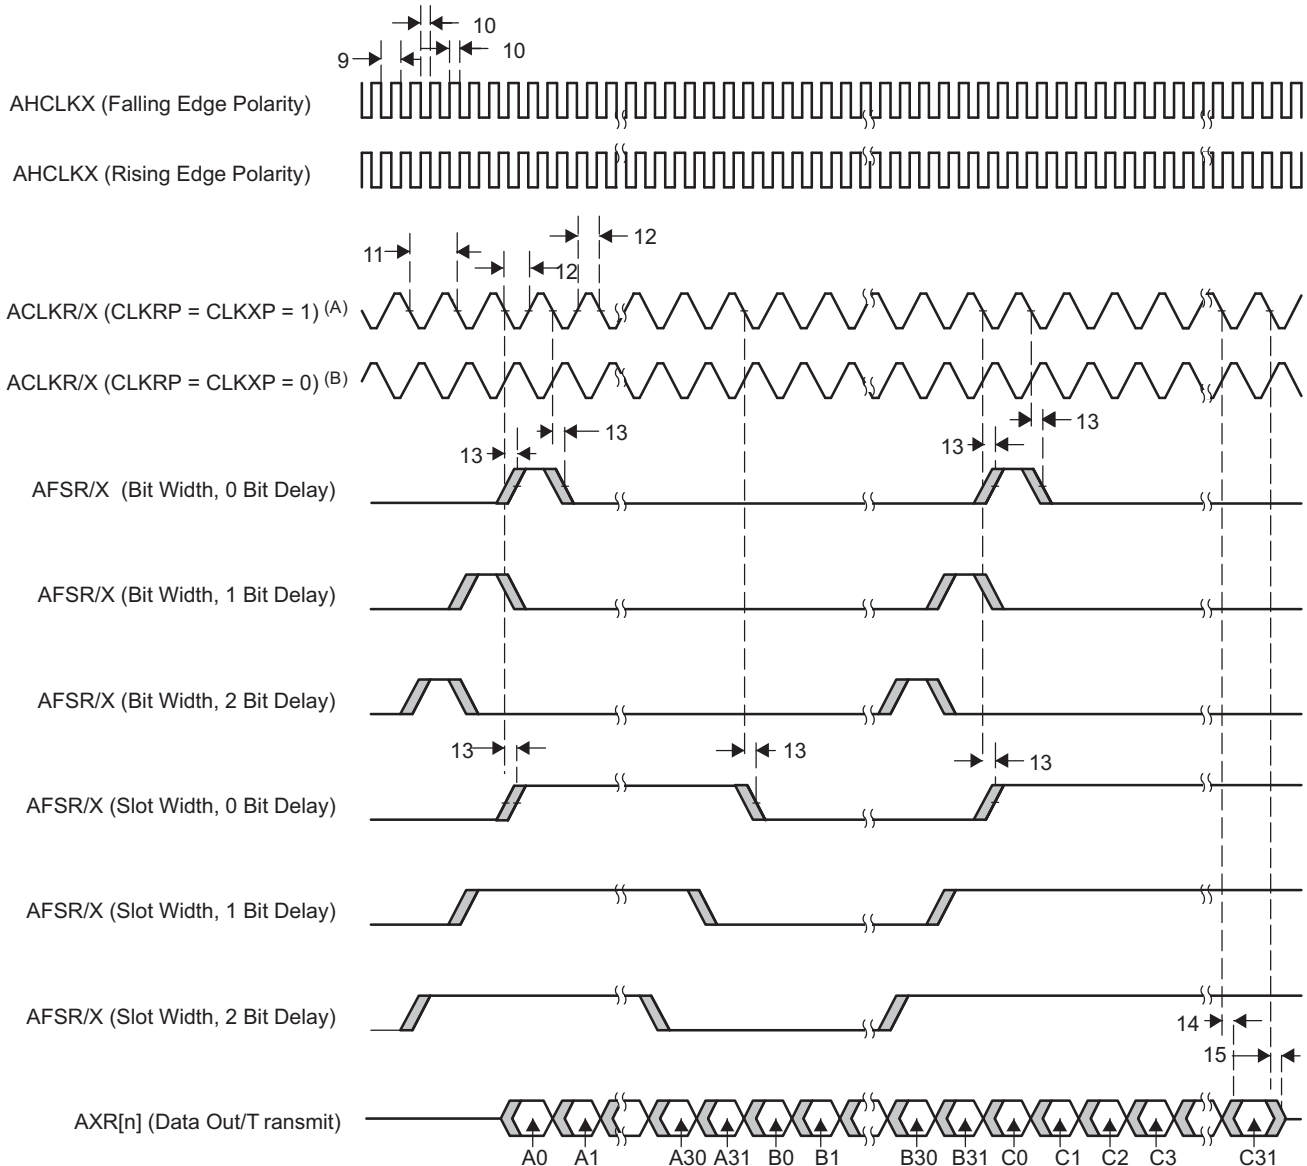 10
9
10
AHCLKX (Falling Edge Polarity)
AHCLKX (Rising Edge Polarity)
11
12
12
ACLKR/X (CLKRP = CLKXP = 1) (A)
ACLKR/X (CLKRP = CLKXP = 0) (B)
13
13
13
13
AFSR/X (Bit Width, 0 Bit Delay)
AFSR/X (Bit Width, 1 Bit Delay)
AFSR/X (Bit Width, 2 Bit Delay)
13
13
13
AFSR/X (Slot Width, 0 Bit Delay)
AFSR/X (Slot Width, 1 Bit Delay)
AFSR/X (Slot Width, 2 Bit Delay)
14
15
AXR[n] (Data Out/T ransmit)
A0 A1 A30 A31 B0 B1 B30 B31 C0 C1 C2 C3 C31